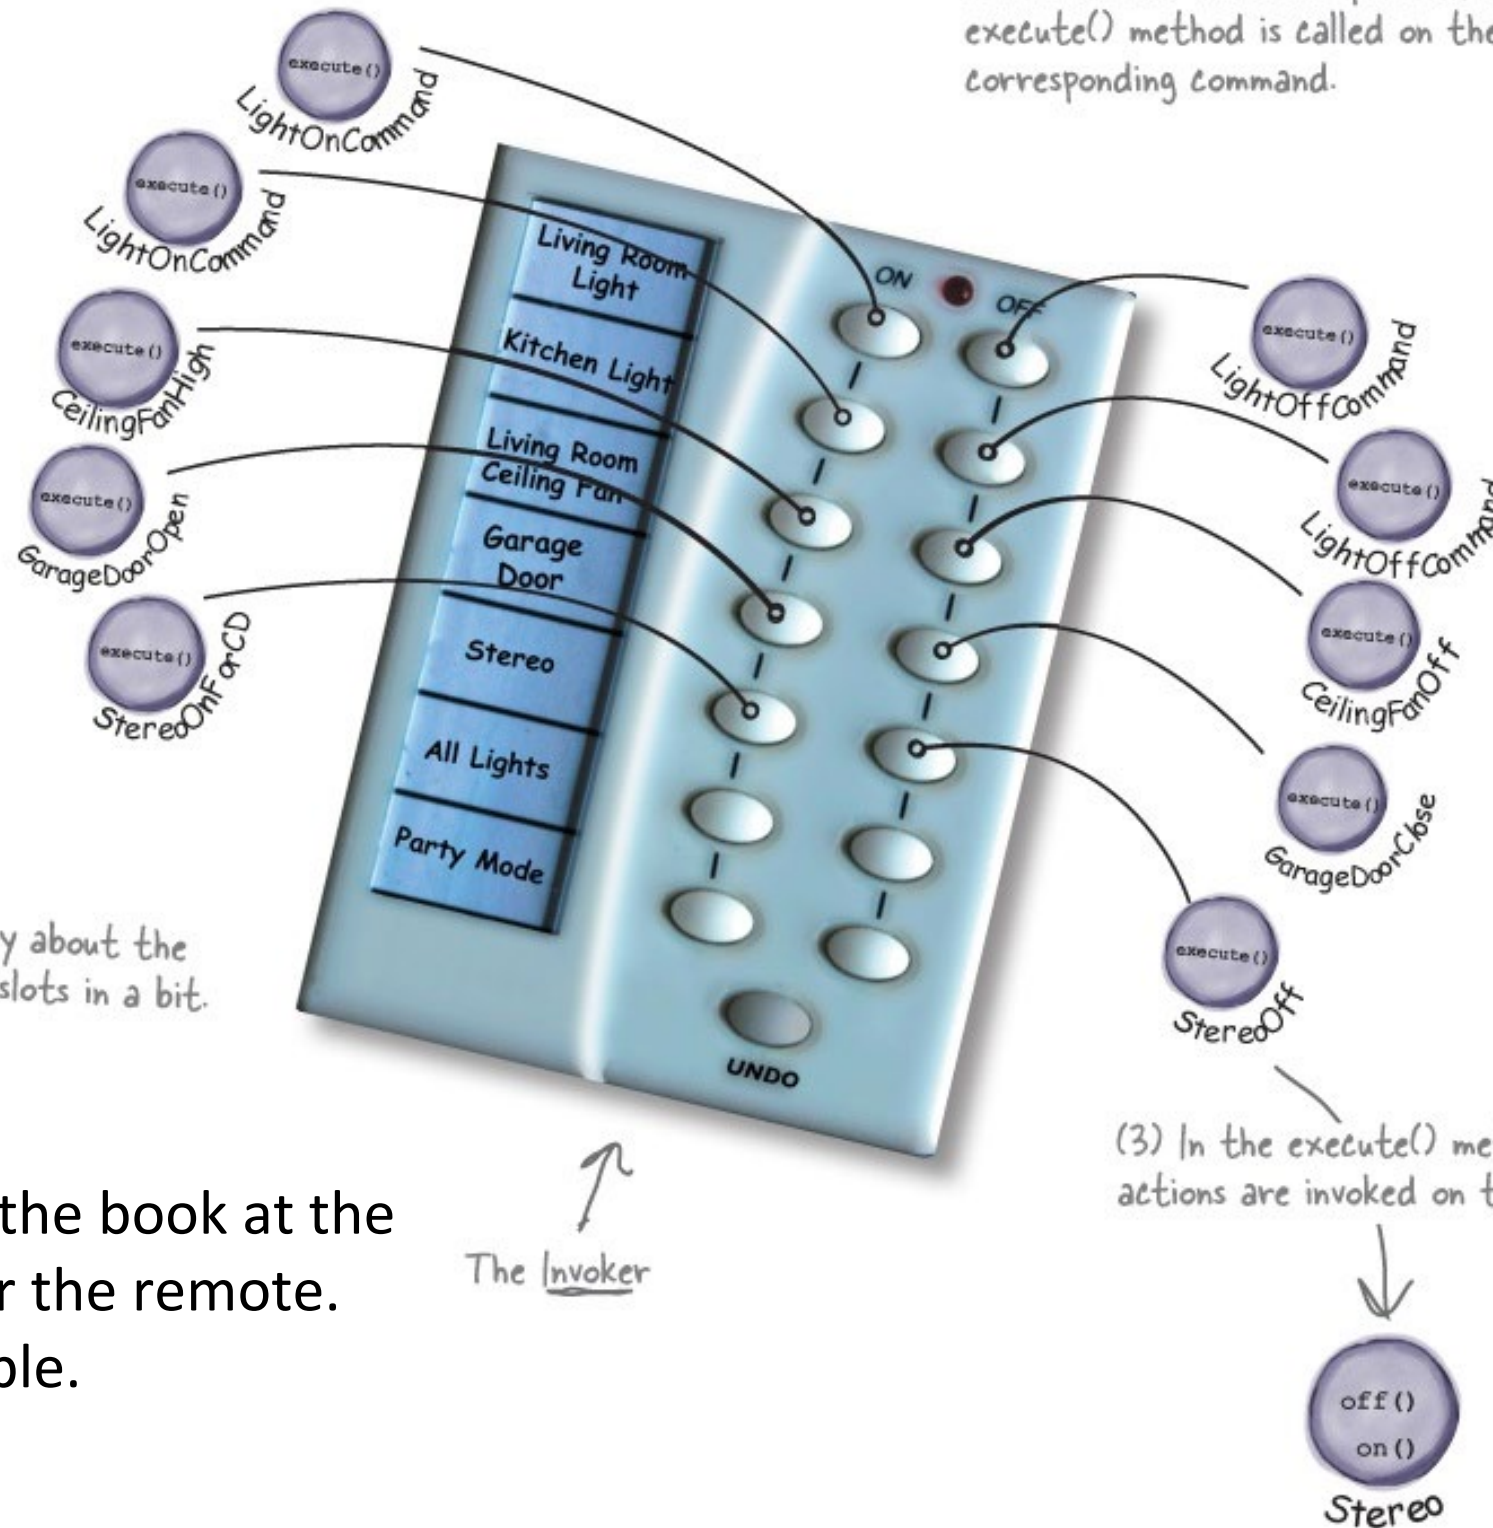 execute() method is called on the
corresponding command.
execute()
LightOnCommand
execute()
LightOnCommand
execute()
CeilingFanHigh
execute()
GarageDoorOpen
execute()
StereoOnForCD
Living Room
Light
Kitchen Light
Living Room
Ceiling Fan
Garage
Door
Stereo
All Lights
Party Mode
ON
OFF
UNDO
execute()
LightOffCommand
execute()
LightOffCommand
execute()
CeilingFanOff
execute()
GarageDoorClose
execute()
StereoOff
about the
slots in a bit.
The Invoker
(3) In the execute()
actions are invoked on
the book at the
the remote.
off()
on()
Stereo